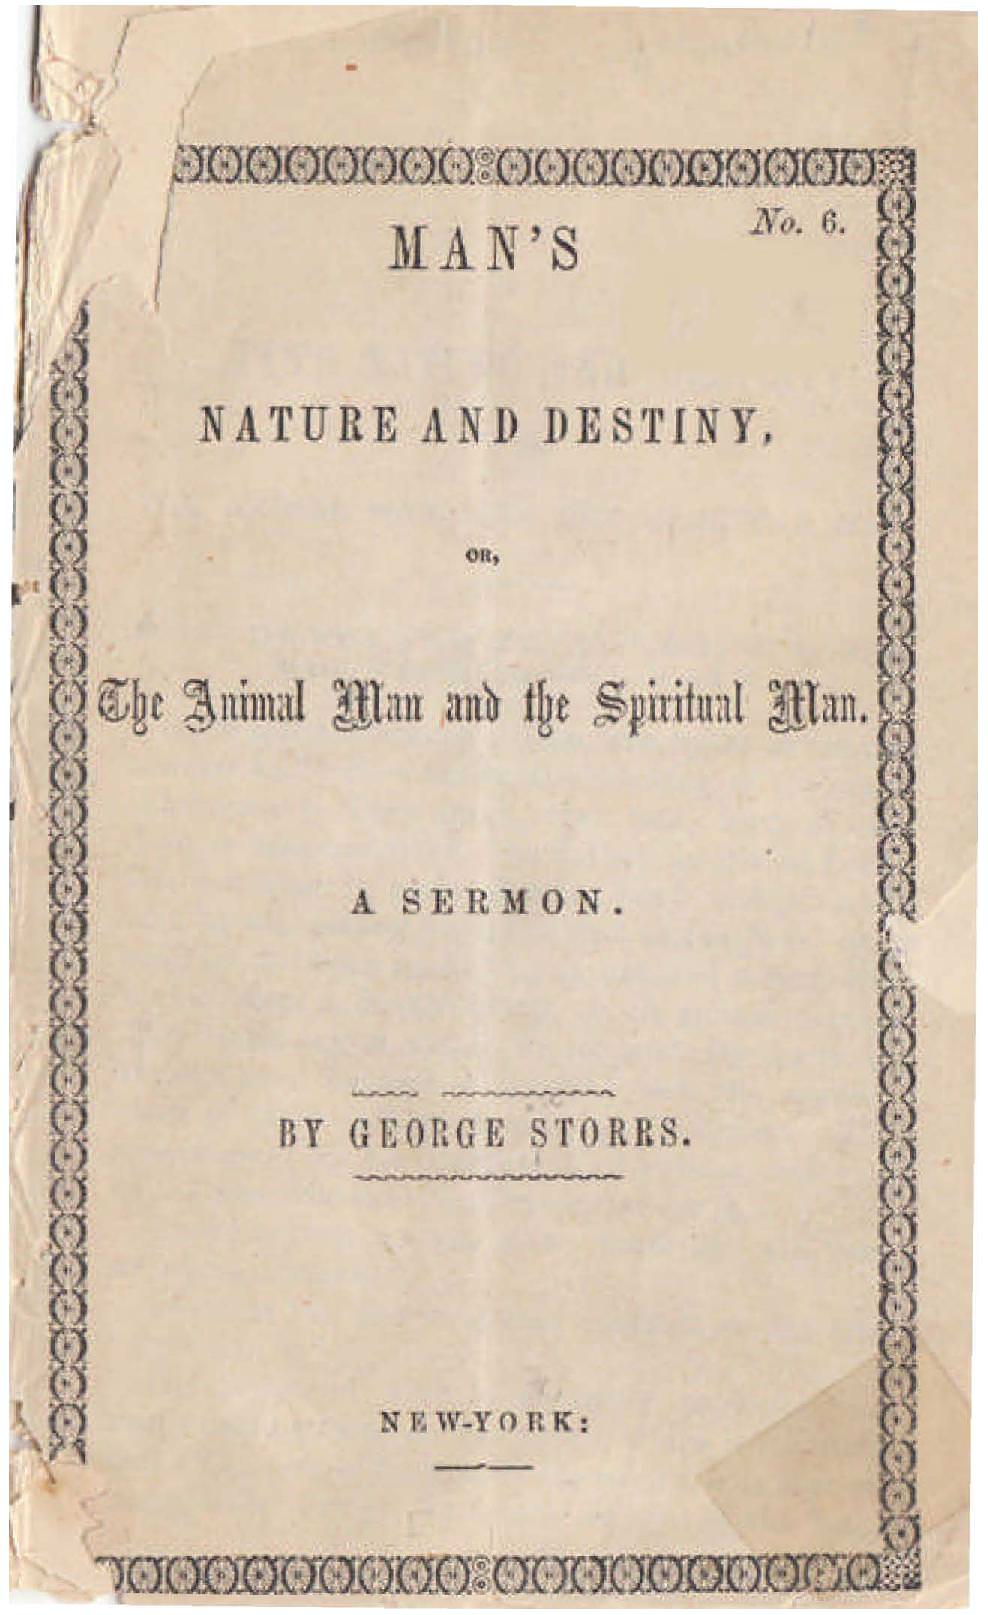 No. 6.
MAN'S
NATURE AND DESTINY,
OR,
The Animal Man and the Spiritual Man.
A SERMON.
BY GEORGE STORRS.
NEW-YORK: